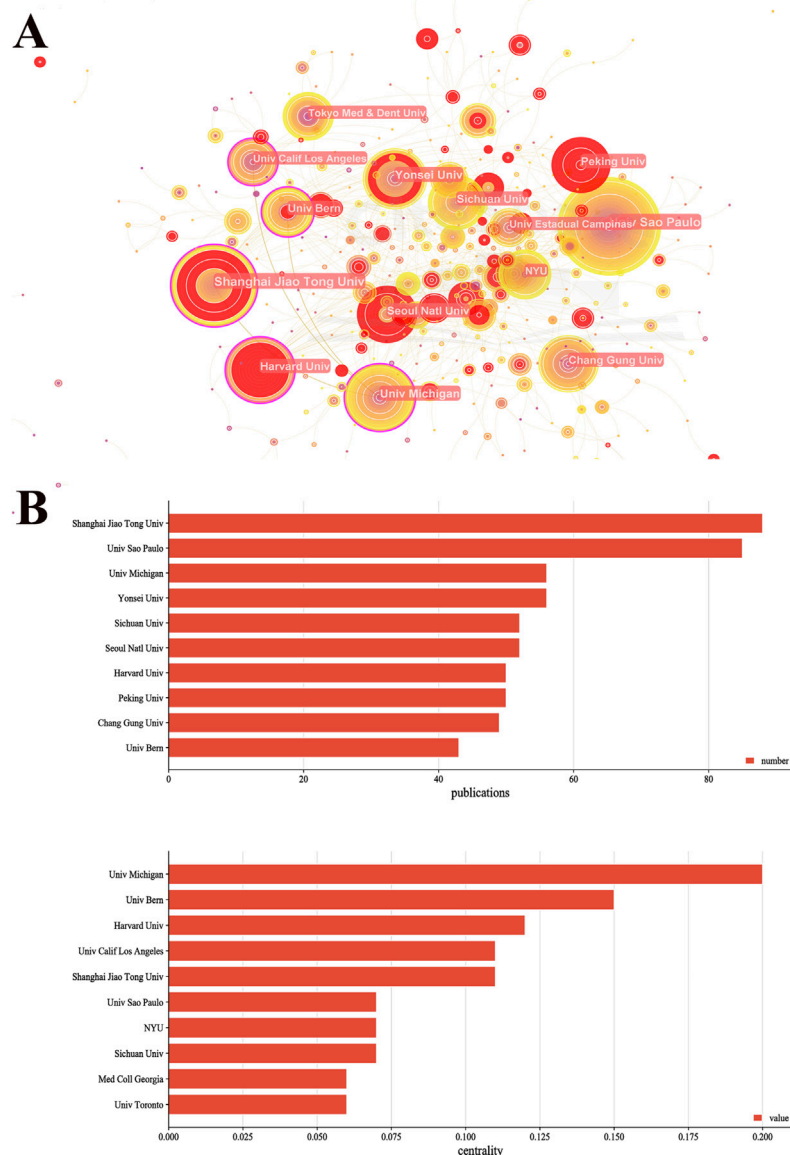 A
Tokyo Med & Dent Univ
Univ Calif Los Angeles
Yonsei Univ
Peking Univ
Sichuan Univ
Univ Bern
Univ Estadual Campinas
Sao Paulo
NYU
Shanghai Jiao Tong Univ
Seoul Natl Univ
Harvard Univ
Chang Gung Univ
Univ Michigan
B
Shanghai Jiao Tong Univ
Univ Sao Paulo
Univ Michigan
Yonsei Univ
Sichuan Univ
Seoul Natl Univ
Harvard Univ
Peking Univ
Chang Gung Univ
Univ Bern
number
0 20 40 60 80
publications
Univ Michigan
Univ Bern
Harvard Univ
Univ Calif Los Angeles
Shanghai Jiao Tong Univ
Univ Sao Paulo
NYU
Sichuan Univ
Med Coll Georgia
Univ Toronto
value
0.000 0.025 0.050 0.075 0.100 0.125 0.150 0.175 0.200
centrality